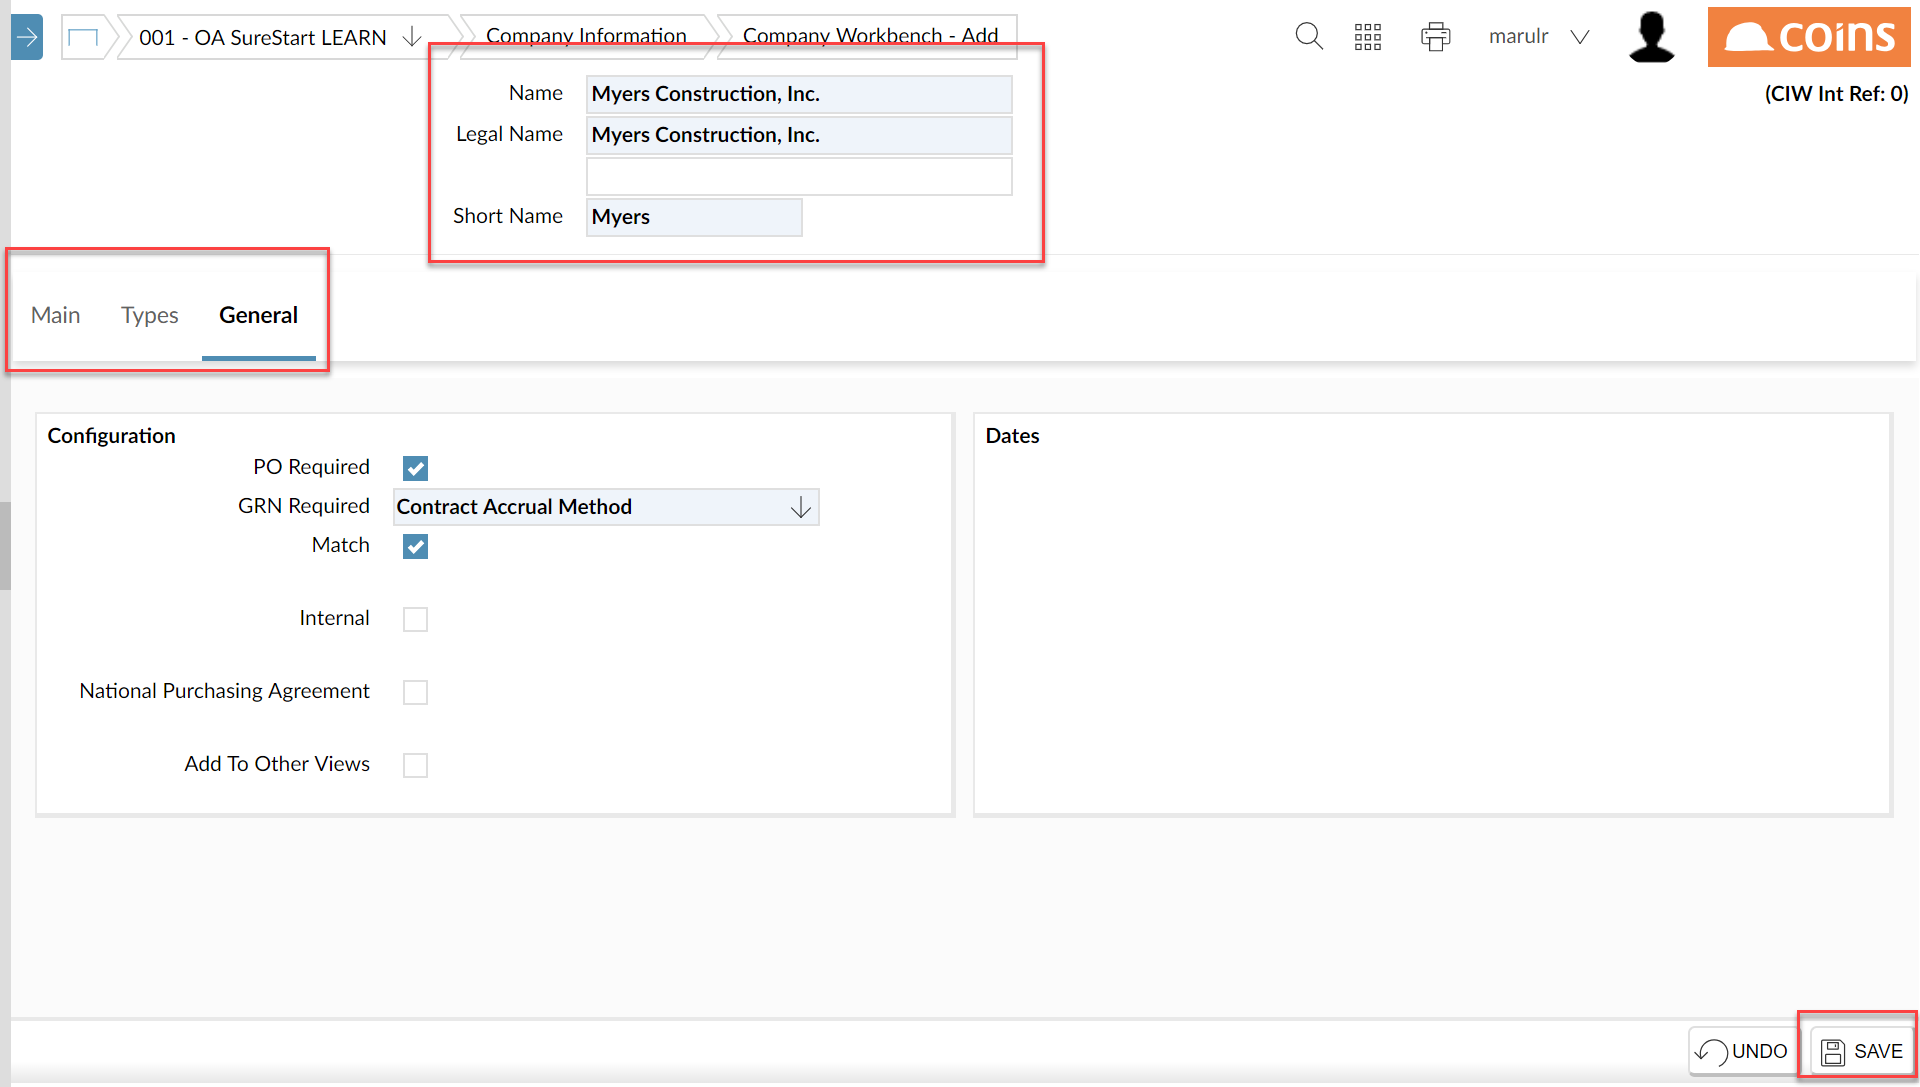 001 - OA SureStart LEARN
Company Information
Company Workbench - Add
marulr
coins
(CIW Int Ref: 0)
Name Myers Construction, Inc.
Legal Name Myers Construction, Inc.
Short Name Myers
Main Types General
Configuration
PO Required
GRN Required Contract Accrual Method
Match
Internal
National Purchasing Agreement
Add To Other Views
Dates
UNDO SAVE